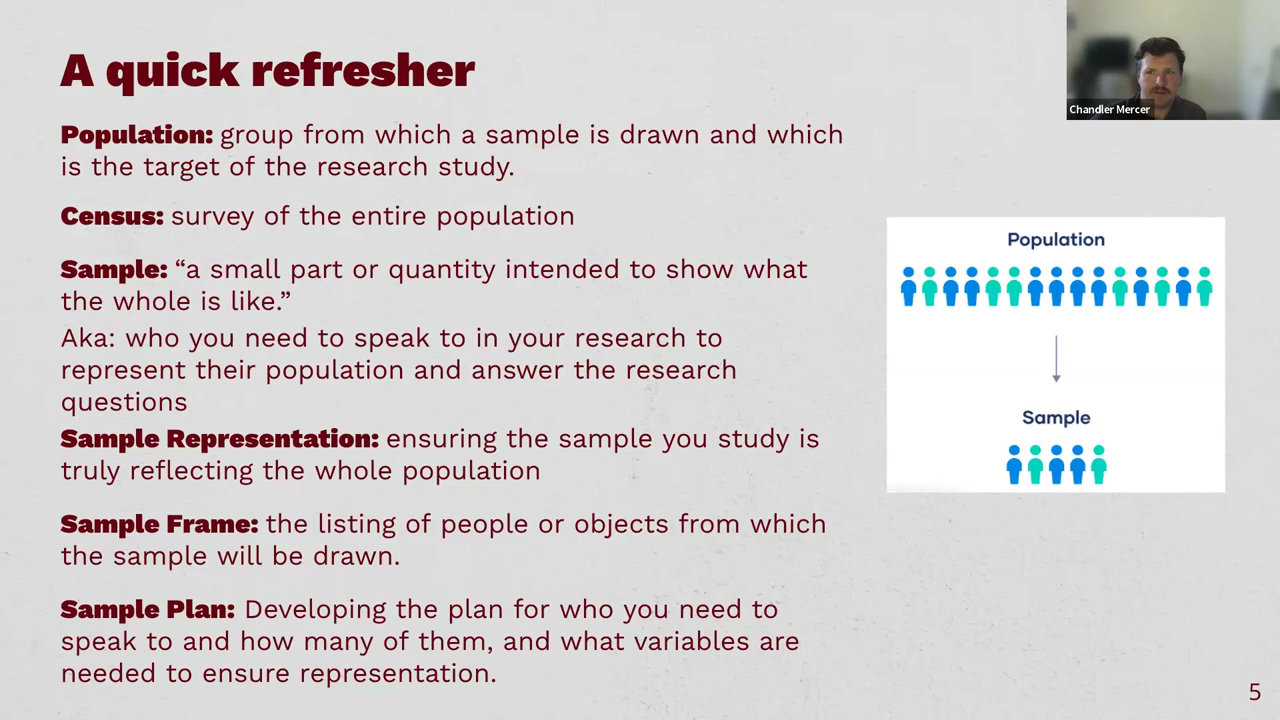 A quick refresher
Population: group from which a sample is drawn and which
is the target of the research study.
Census: survey of the entire population
Sample: “a small part or quantity intended to show what
the whole is like.”
Aka: who you need to speak to in your research to
represent their population and answer the research
questions
Sample Representation: ensuring the sample you study is
truly reflecting the whole population
Sample Frame: the listing of people or objects from which
the sample will be drawn.
Sample Plan: Developing the plan for who you need to
speak to and how many of them, and what variables are
needed to ensure representation.
Chandler Mercer
Population
Sample
5